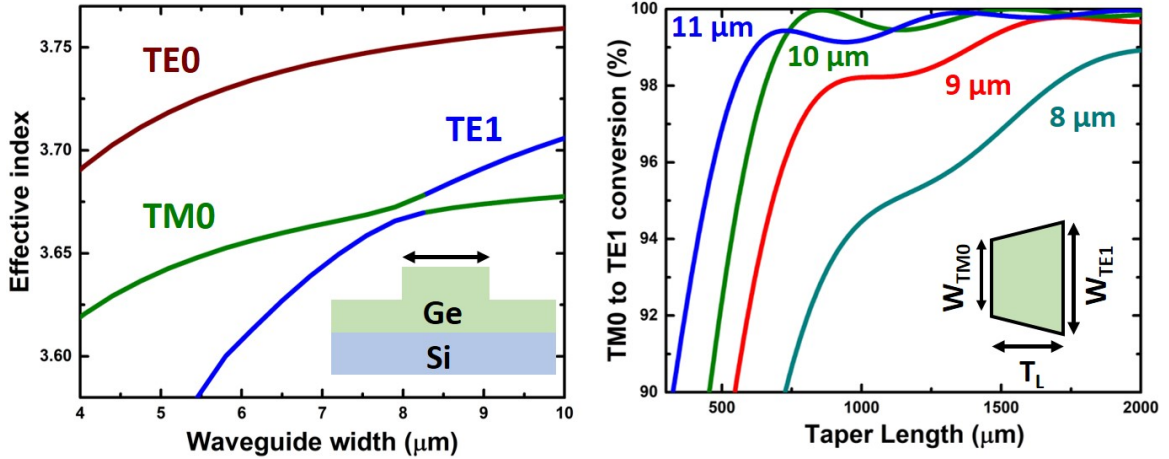 Effective index
3.75
3.70
3.65
3.60
TE0
TE1
TM0
Ge
Si
4 5 6 7 8 9 10
Waveguide width (μm)
TM0 to TE1 conversion (%)
100
98
96
94
92
90
11 μm
10 μm
9 μm
8 μm
W_TM0
W_TE1
T_L
500 1000 1500 2000
Taper Length (μm)